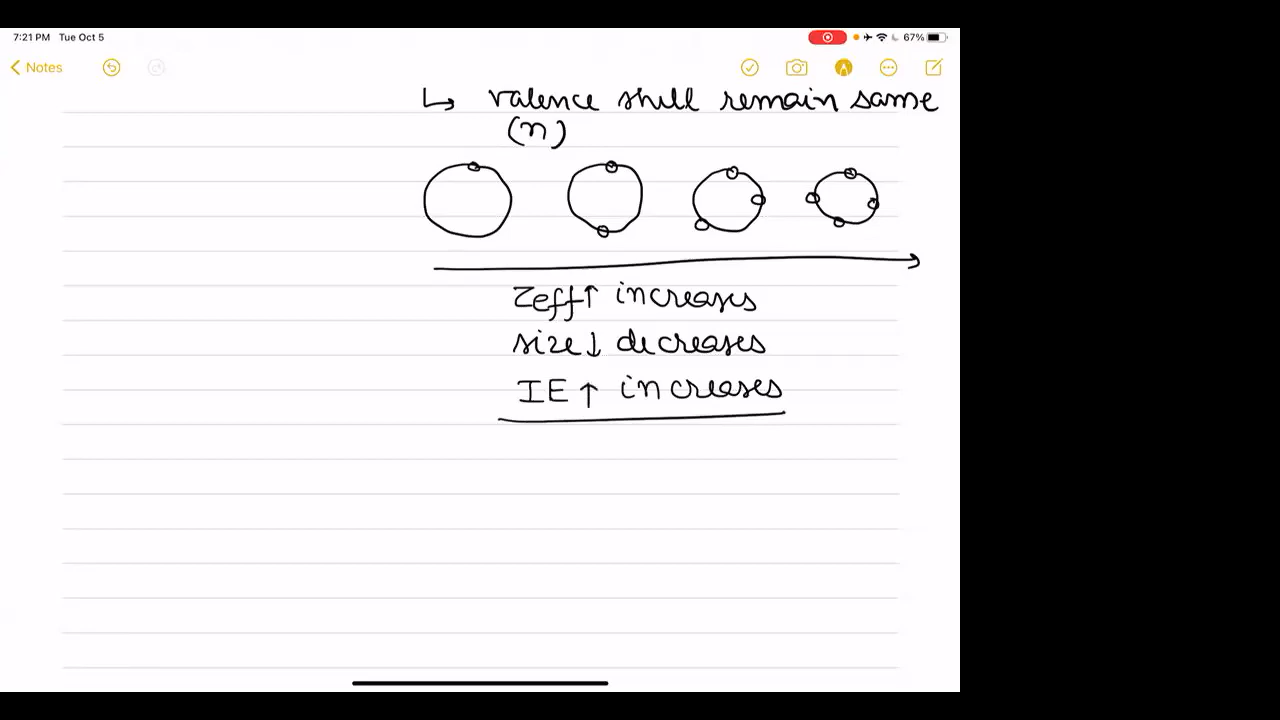 7:21 PM Tue Oct 5
67%
Notes
↳ valence shell remain same
(n)
Zeff↑ increases
size↓ decreases
IE↑ increases